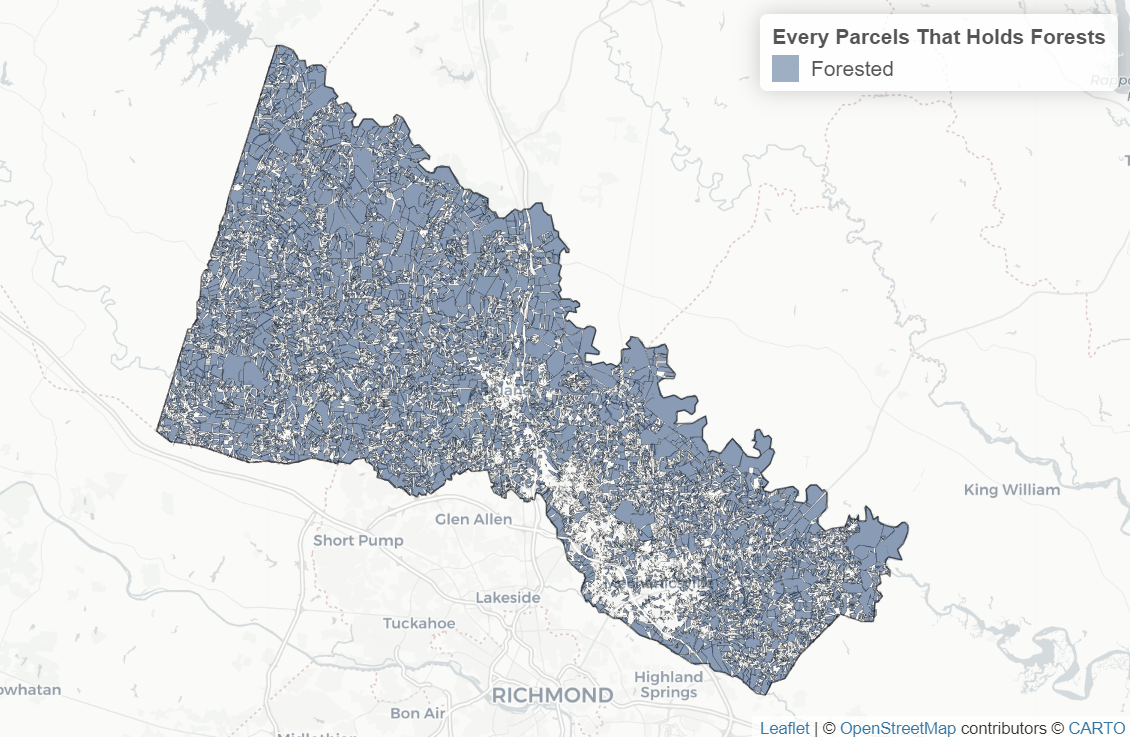 Every Parcels That Holds Forests
Forested
King William
Glen Allen
Short Pump
Lakeside
Tuckahoe
Highland
Springs
RICHMOND
owhatan
Bon Air
Leaflet | © OpenStreetMap contributors © CARTO